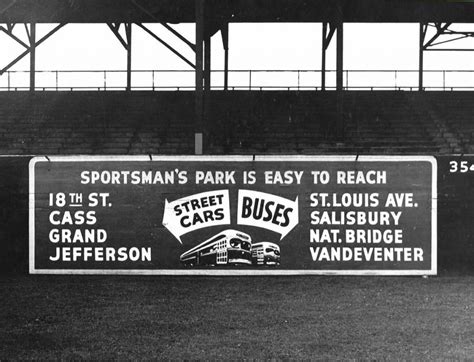 SPORTSMAN'S PARK IS EASY TO REACH
18TH ST.
CASS
GRAND
JEFFERSON
STREET
CARS
BUSES
ST. LOUIS AVE.
SALISBURY
NAT. BRIDGE
VANDEVENTER
354